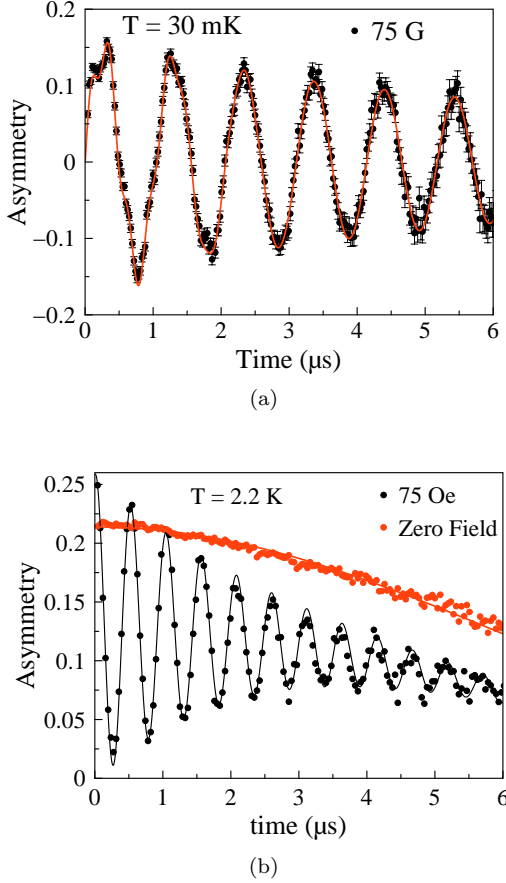 T = 30 mK
75 G
0.2
0.1
0
−0.1
−0.2
Asymmetry
0 1 2 3 4 5 6
Time (μs)
(a)
T = 2.2 K
75 Oe
Zero Field
0.25
0.2
0.15
0.1
0.05
0
Asymmetry
0 1 2 3 4 5 6
time (μs)
(b)